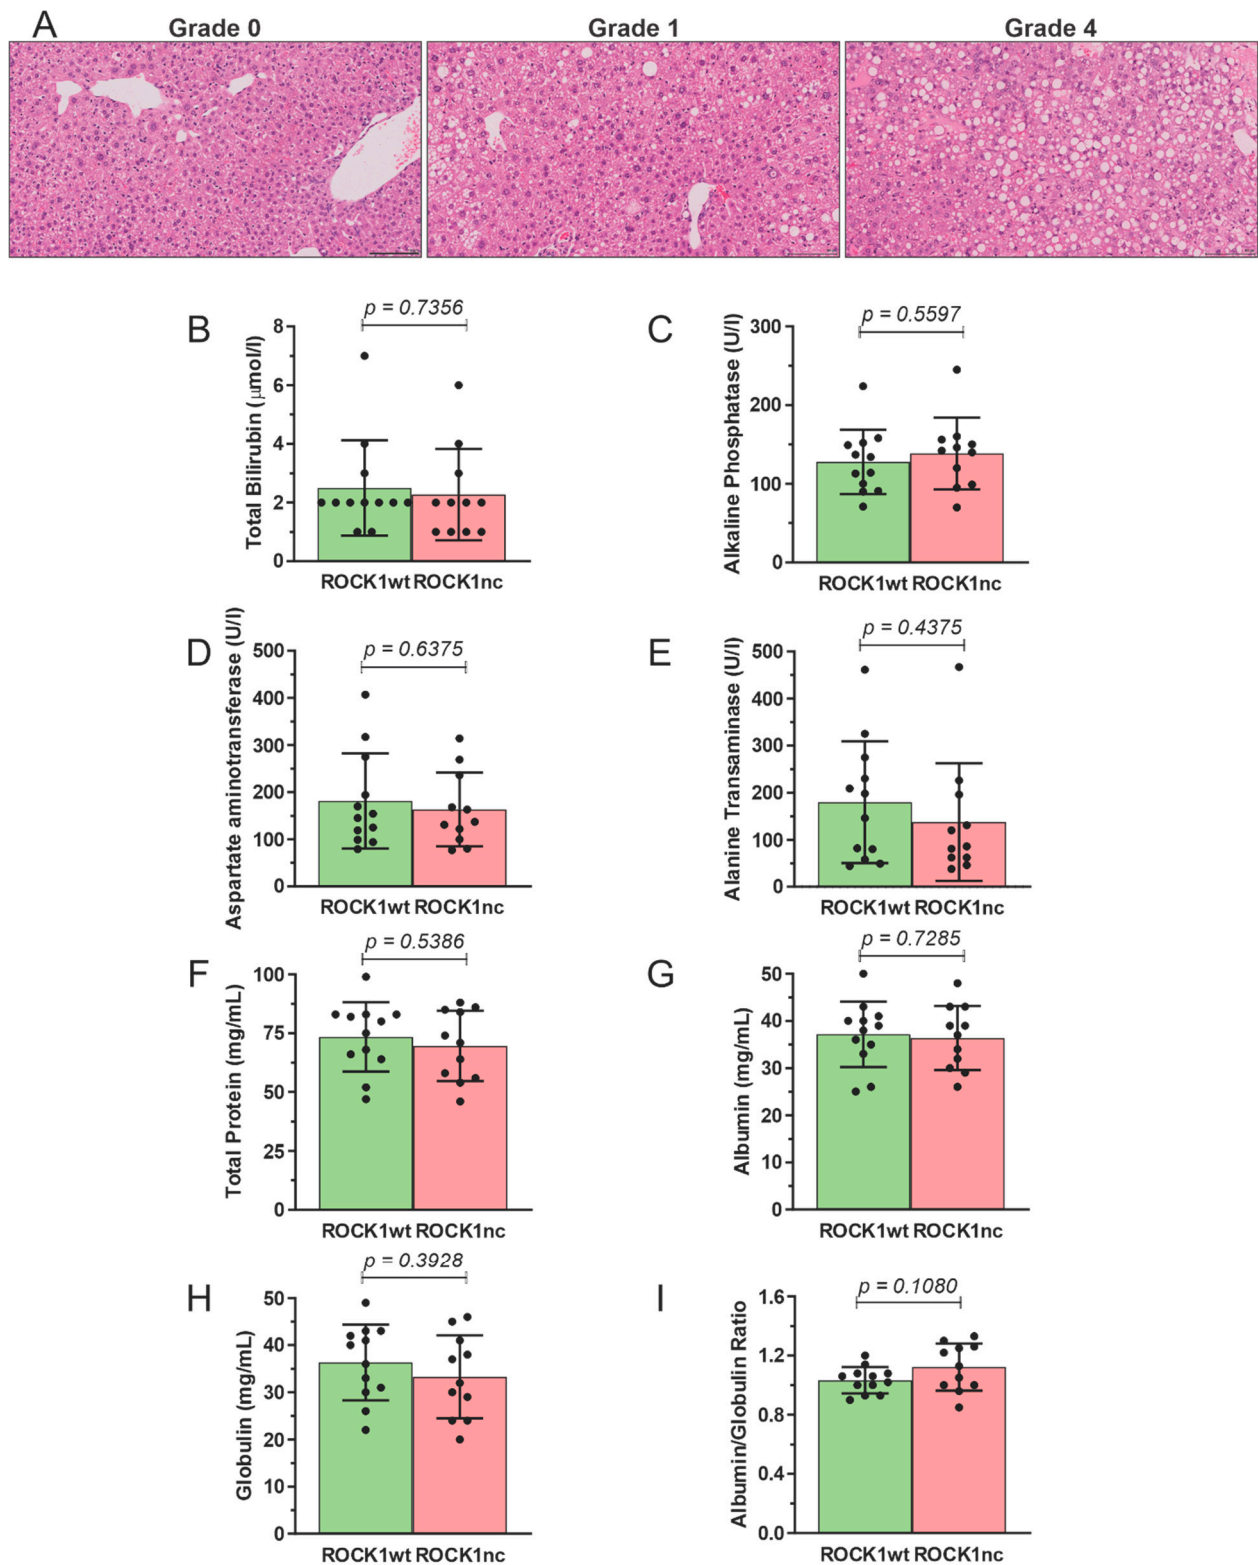 A
Grade 0
Grade 1
Grade 4
B
p = 0.7356
Total Bilirubin (μmol/l)
8
6
4
2
0
ROCK1wt ROCK1nc
C
p = 0.5597
Alkaline Phosphatase (U/l)
300
200
100
0
ROCK1wt ROCK1nc
D
p = 0.6375
Aspartate aminotransferase (U/l)
500
400
300
200
100
0
ROCK1wt ROCK1nc
E
p = 0.4375
Alanine Transaminase (U/l)
500
400
300
200
100
0
ROCK1wt ROCK1nc
F
p = 0.5386
Total Protein (mg/mL)
100
75
50
25
0
ROCK1wt ROCK1nc
G
p = 0.7285
Albumin (mg/mL)
50
40
30
20
10
0
ROCK1wt ROCK1nc
H
p = 0.3928
Globulin (mg/mL)
50
40
30
20
10
0
ROCK1wt ROCK1nc
I
p = 0.1080
Albumin/Globulin Ratio
1.6
1.2
0.8
0.4
0.0
ROCK1wt ROCK1nc